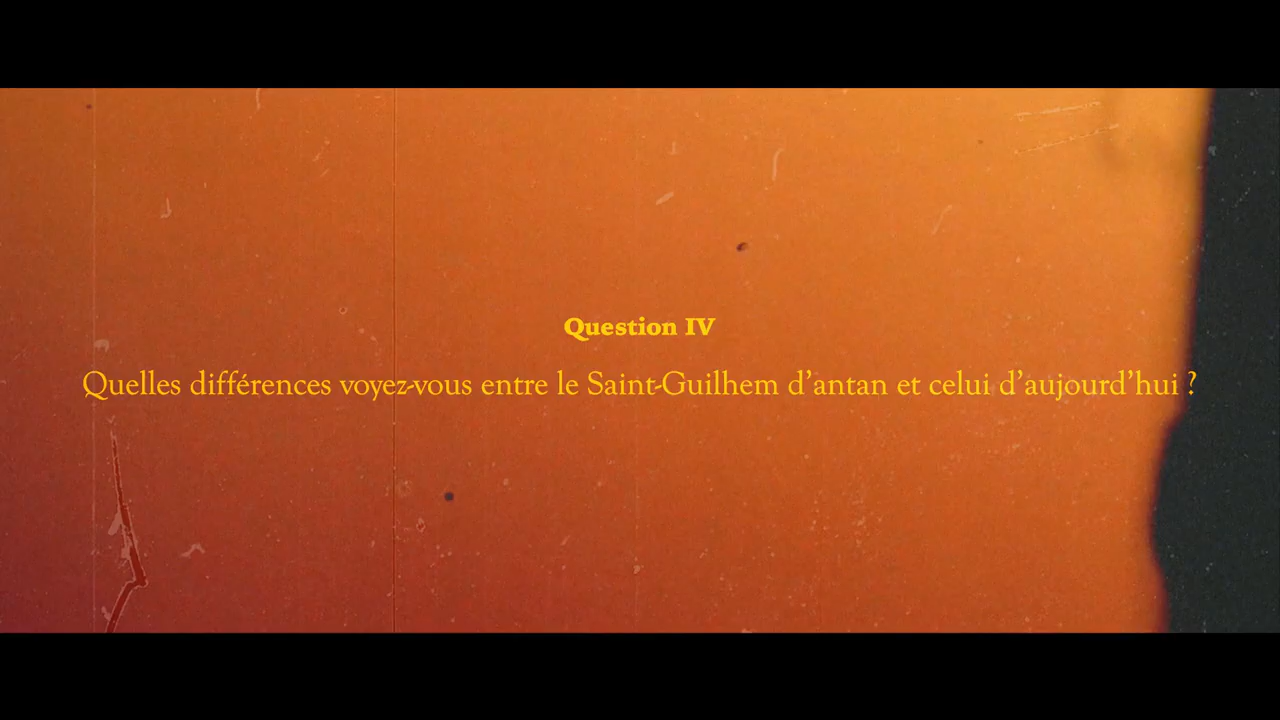 Question IV
Quelles différences voyez-vous entre le Saint-Guilhem d’antan et celui d’aujourd’hui ?